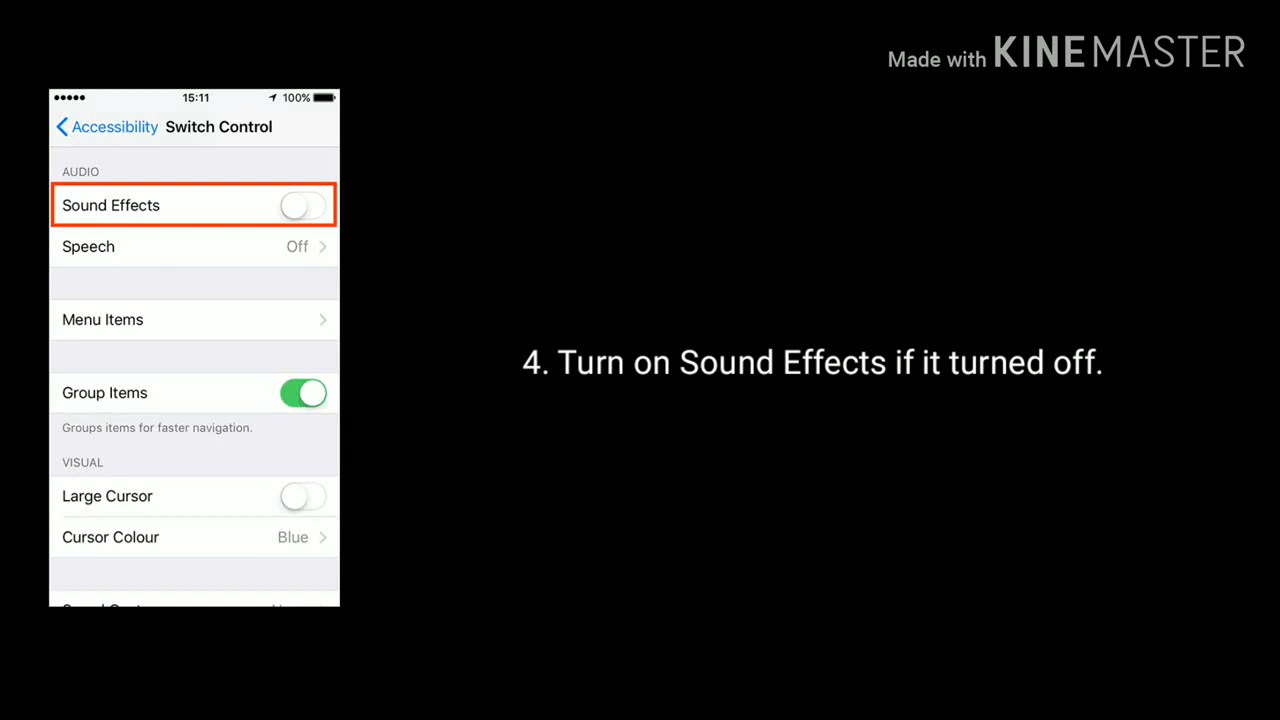 Made with KINEMASTER
15:11 100%
Accessibility Switch Control
AUDIO
Sound Effects
Speech Off
Menu Items
Group Items
Groups items for faster navigation.
VISUAL
Large Cursor
Cursor Colour Blue
4. Turn on Sound Effects if it turned off.